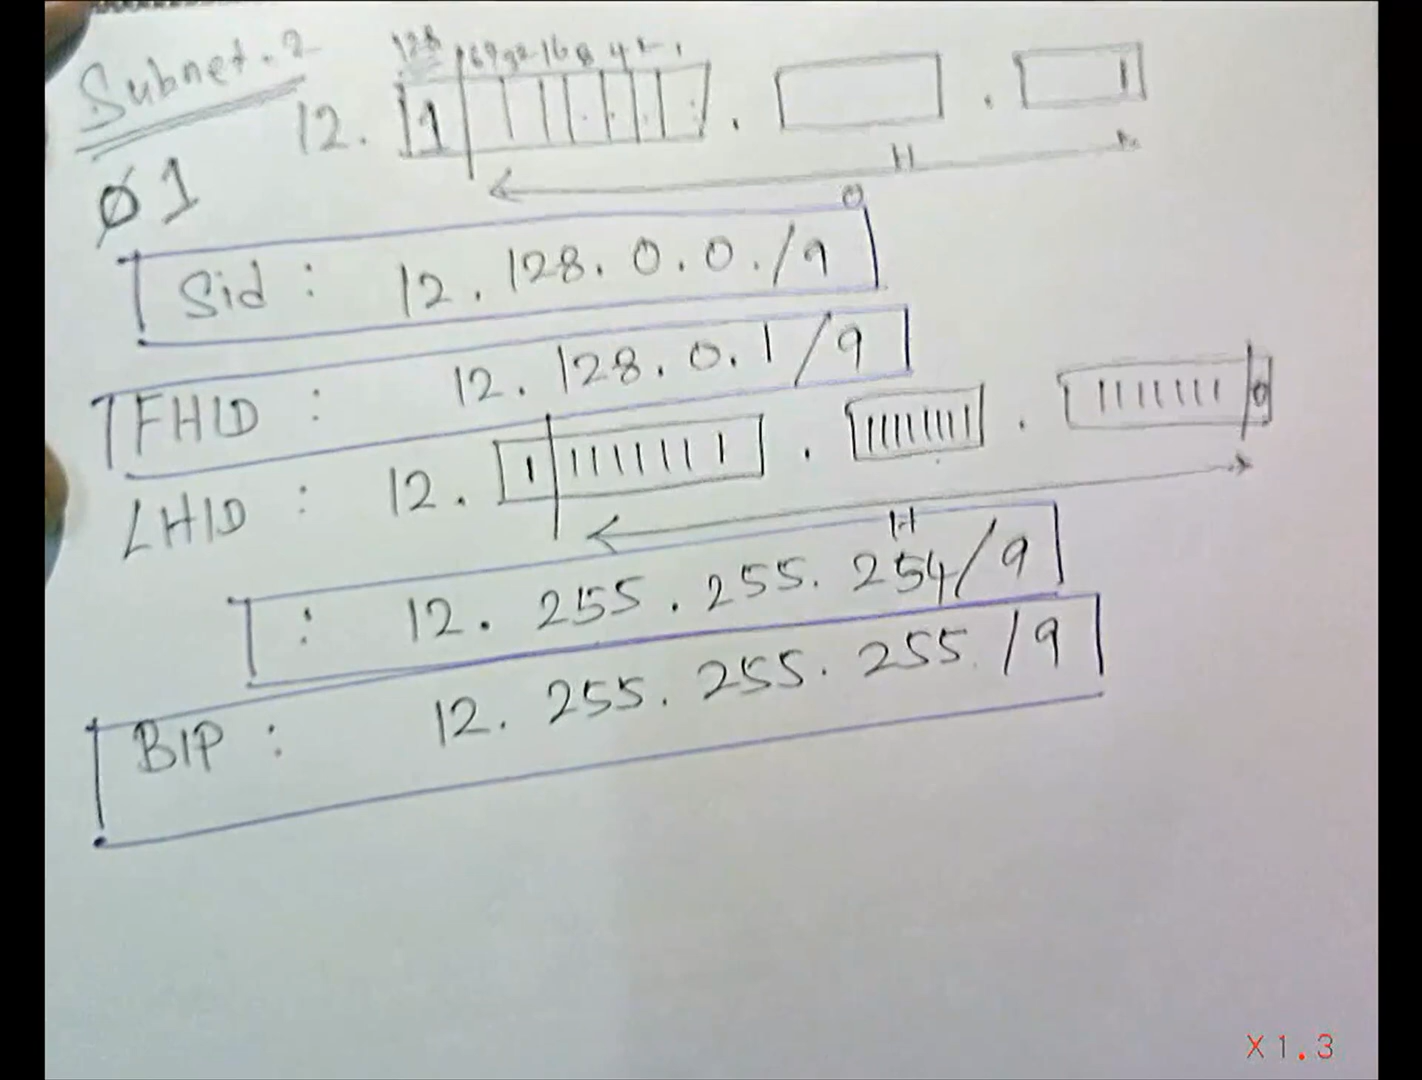 Subnet-2
128 64 32 16 8 4 2 1
12. 1 . . 1
Ø 1
H
0
Sid : 12.128.0.0./9
FHID : 12.128.0.1/9
LHID : 12. 1 1111111 . 11111111 . 1111111 0
H
: 12.255.255.254/9
BIP : 12.255.255.255./9
X1.3